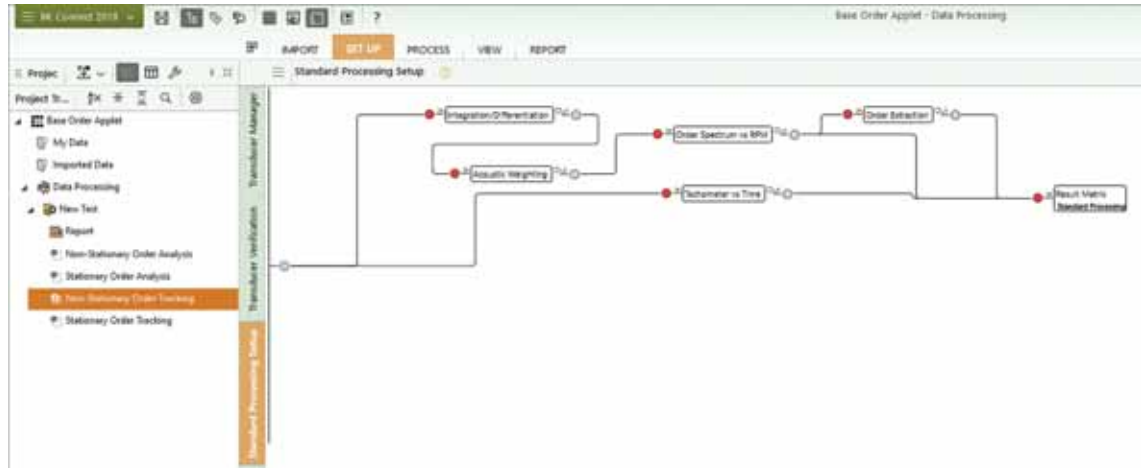 BK Connect 2019
?
Base Order Applet - Data Processing
IMPORT SET UP PROCESS VIEW REPORT
Projec
Standard Processing Setup
Project Tr...
Base Order Applet
My Data
Imported Data
Data Processing
New Test
Report
Non-Stationary Order Analysis
Stationary Order Analysis
Non-Stationary Order Tracking
Stationary Order Tracking
Transducer Manager
Transducer Verification
Standard Processing Setup
Integration/Differentiation
Acoustic Weighting
Order Spectrum vs RPM
Tachometer vs Time
Order Extraction
Result Matrix
Standard Processing